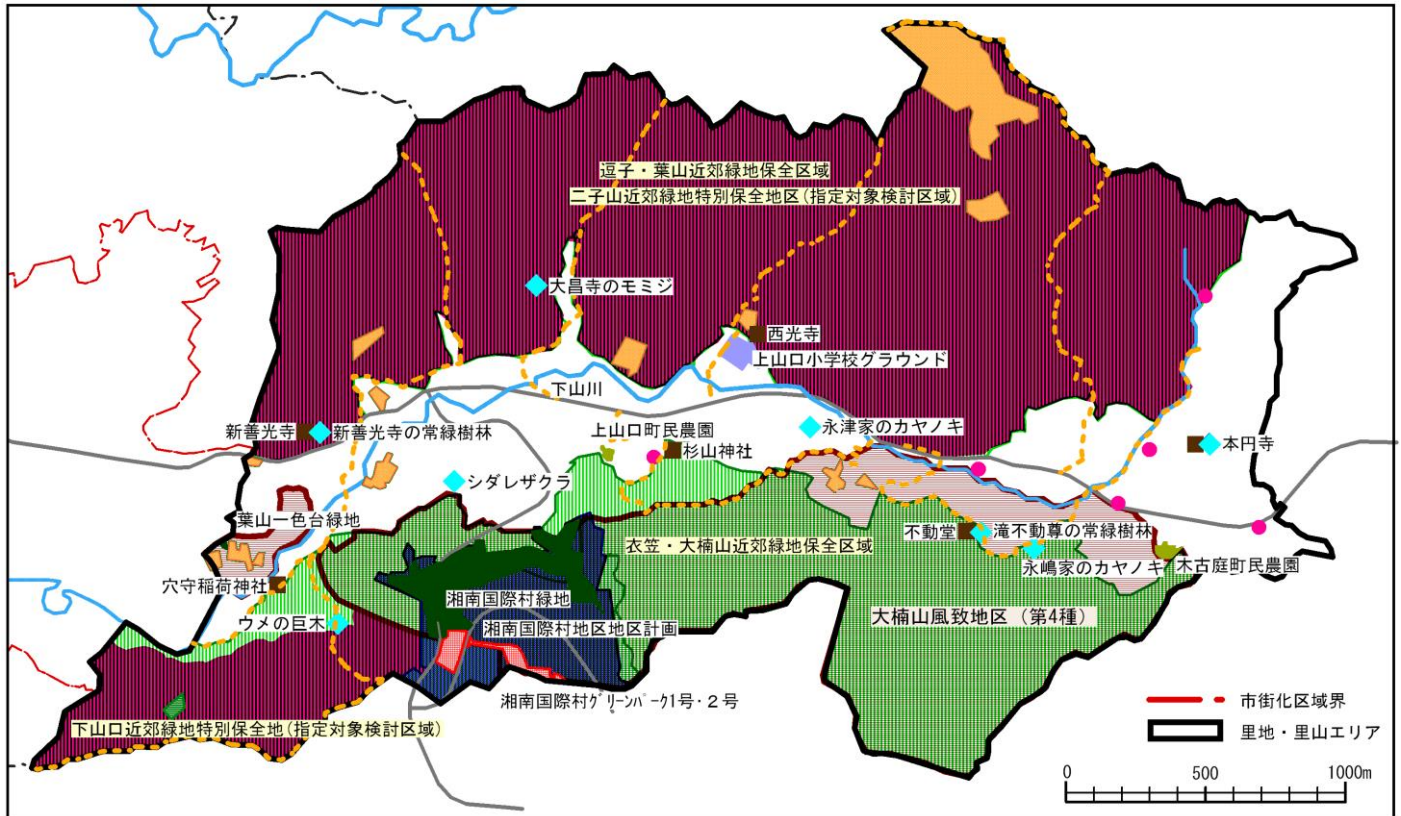 逗子・葉山近郊緑地保全区域
二子山近郊緑地特別保全地区(指定対象検討区域)
大昌寺のモミジ
西光寺
上山口小学校グラウンド
下山川
新善光寺
新善光寺の常緑樹林
上山口町民農園
永津家のカヤノキ
杉山神社
本円寺
シダレザクラ
葉山一色台緑地
不動堂
滝不動尊の常緑樹林
衣笠・大楠山近郊緑地保全区域
永嶋家のカヤノキ
木古庭町民農園
穴守稲荷神社
湘南国際村緑地
ウメの巨木
湘南国際村地区地区計画
大楠山風致地区（第4種）
湘南国際村グリーンパーク1号・2号
下山口近郊緑地特別保全地(指定対象検討区域)
市街化区域界
里地・里山エリア
0 500 1000m